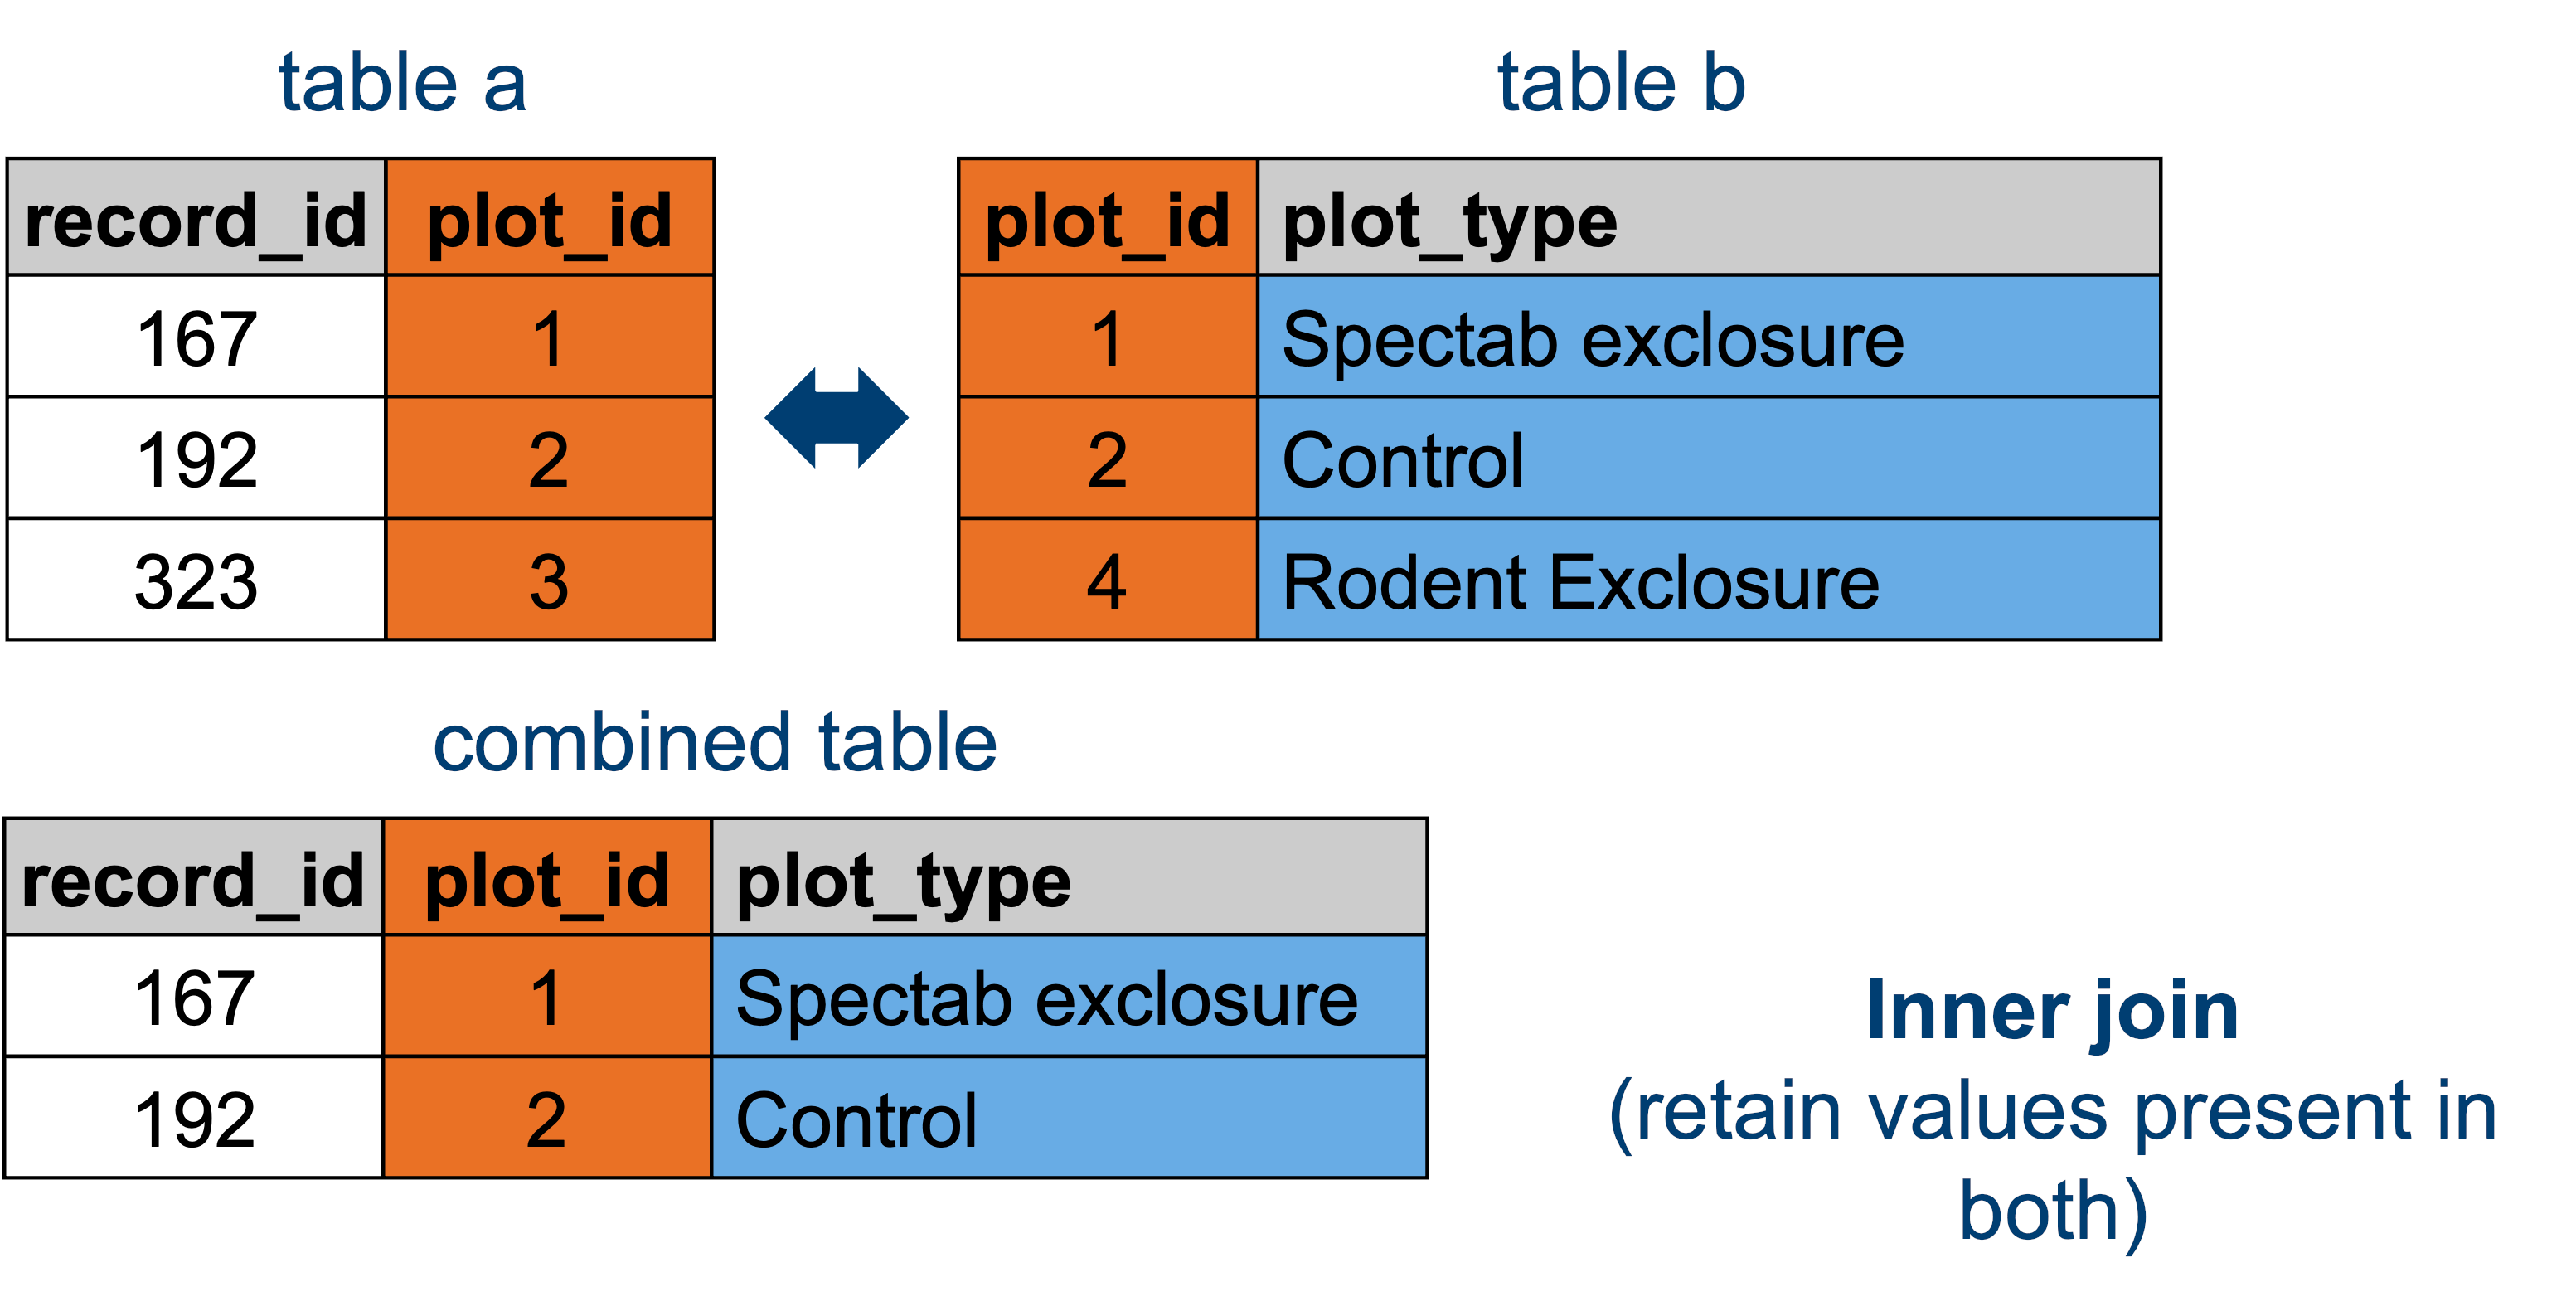 table a
table b
record_id plot_id
167 1
192 2
323 3
plot_id plot_type
1 Spectab exclosure
2 Control
4 Rodent Exclosure
combined table
record_id plot_id plot_type
167 1 Spectab exclosure
192 2 Control
Inner join
(retain values present in
both)